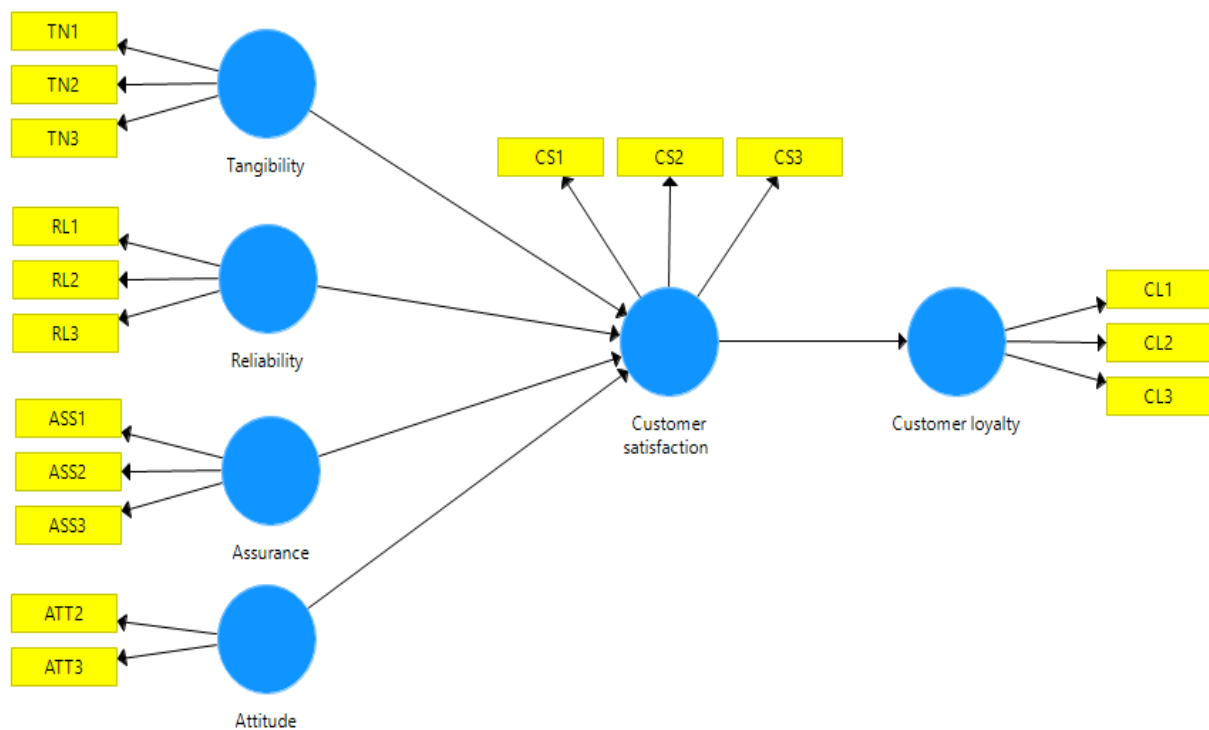 TN1
TN2
TN3
Tangibility
RL1
RL2
RL3
Reliability
ASS1
ASS2
ASS3
Assurance
ATT2
ATT3
Attitude
CS1
CS2
CS3
Customer
satisfaction
CL1
CL2
CL3
Customer loyalty